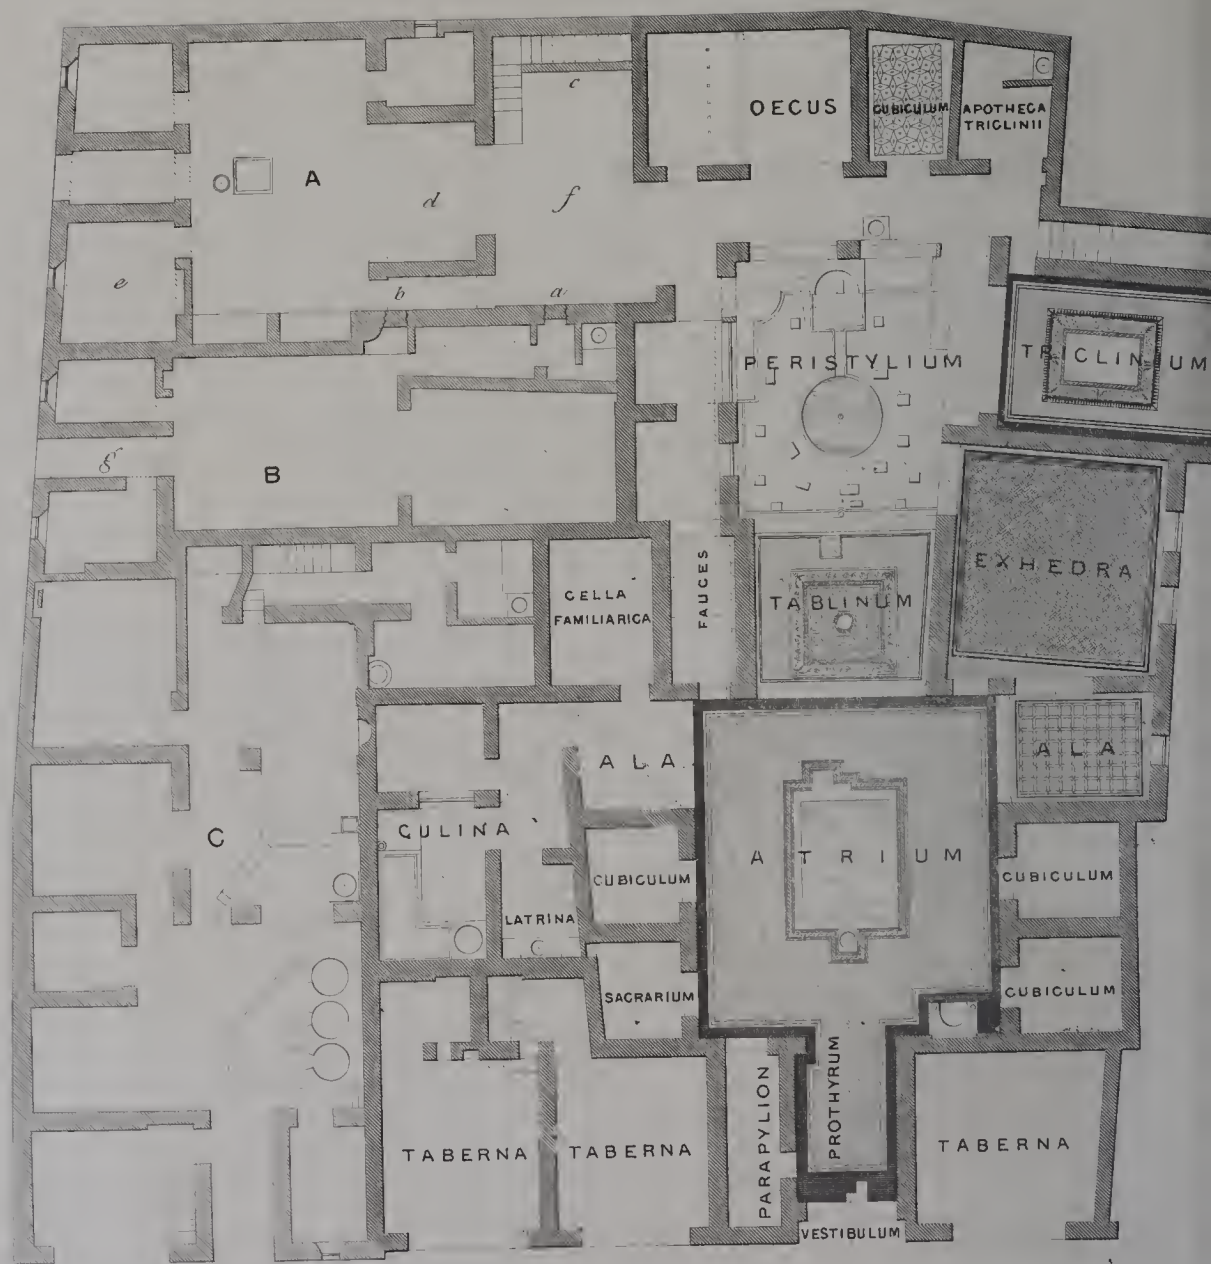 OECUS
CUBICULUM
APOTHECA
TRICLINII
A
c
d
f
e
b
a
PERISTYLIUM
TRICLINIUM
g
B
FAUCES
CELLA
FAMILIARICA
TABLINUM
EXHEDRA
ALA
ALA
C
CULINA
ATRIUM
CUBICULUM
CUBICULUM
LATRINA
SACRARIUM
CUBICULUM
PARAPYLION
PROTHYRUM
TABERNA
TABERNA
TABERNA
VESTIBULUM